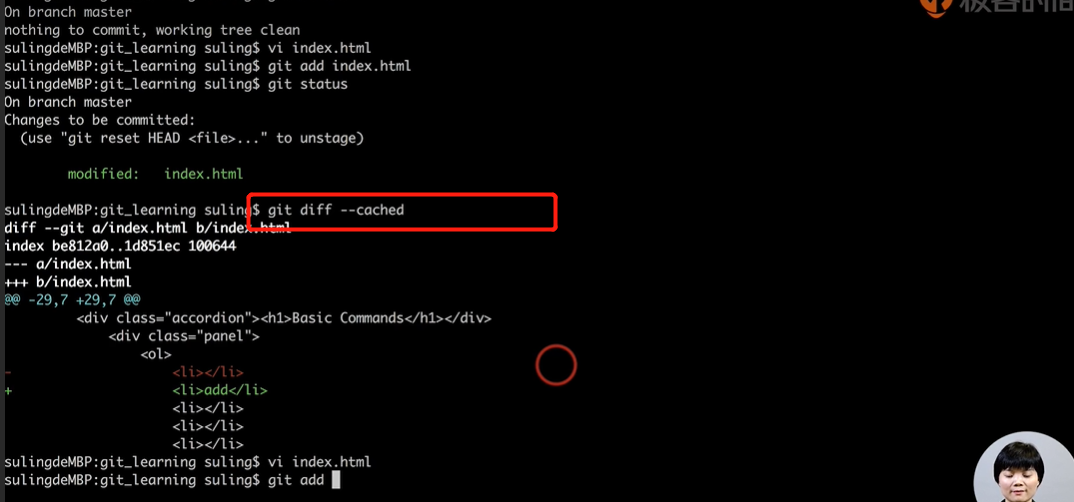 极客时间
On branch master
nothing to commit, working tree clean
sulingdeMBP:git_learning suling$ vi index.html
sulingdeMBP:git_learning suling$ git add index.html
sulingdeMBP:git_learning suling$ git status
On branch master
Changes to be committed:
  (use "git reset HEAD <file>..." to unstage)
        modified:   index.html
sulingdeMBP:git_learning suling$ git diff --cached
diff --git a/index.html b/index.html
index be812a0..1d851ec 100644
--- a/index.html
+++ b/index.html
@@ -29,7 +29,7 @@
         <div class="accordion"><h1>Basic Commands</h1></div>
             <div class="panel">
                 <ol>
-                    <li></li>
+                    <li>add</li>
                     <li></li>
                     <li></li>
                     <li></li>
sulingdeMBP:git_learning suling$ vi index.html
sulingdeMBP:git_learning suling$ git add